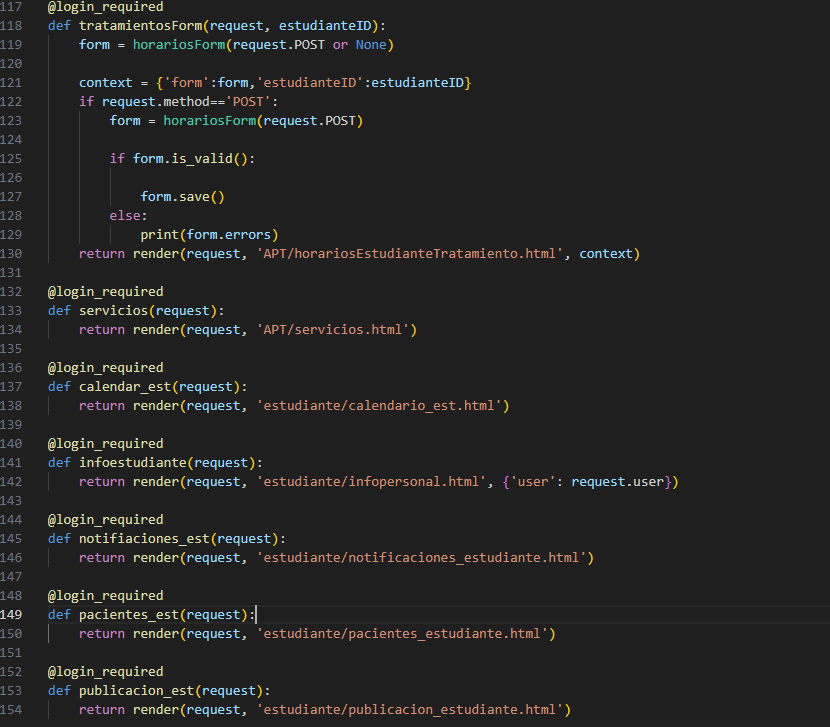 117 @login_required
118 def tratamientosForm(request, estudianteID):
119     form = horariosForm(request.POST or None)
120
121     context = {'form':form,'estudianteID':estudianteID}
122     if request.method=='POST':
123         form = horariosForm(request.POST)
124
125         if form.is_valid():
126
127             form.save()
128         else:
129             print(form.errors)
130     return render(request, 'APT/horariosEstudianteTratamiento.html', context)
131
132 @login_required
133 def servicios(request):
134     return render(request, 'APT/servicios.html')
135
136 @login_required
137 def calendar_est(request):
138     return render(request, 'estudiante/calendario_est.html')
139
140 @login_required
141 def infoestudiante(request):
142     return render(request, 'estudiante/infopersonal.html', {'user': request.user})
143
144 @login_required
145 def notifiaciones_est(request):
146     return render(request, 'estudiante/notificaciones_estudiante.html')
147
148 @login_required
149 def pacientes_est(request):
150     return render(request, 'estudiante/pacientes_estudiante.html')
151
152 @login_required
153 def publicacion_est(request):
154     return render(request, 'estudiante/publicacion_estudiante.html')